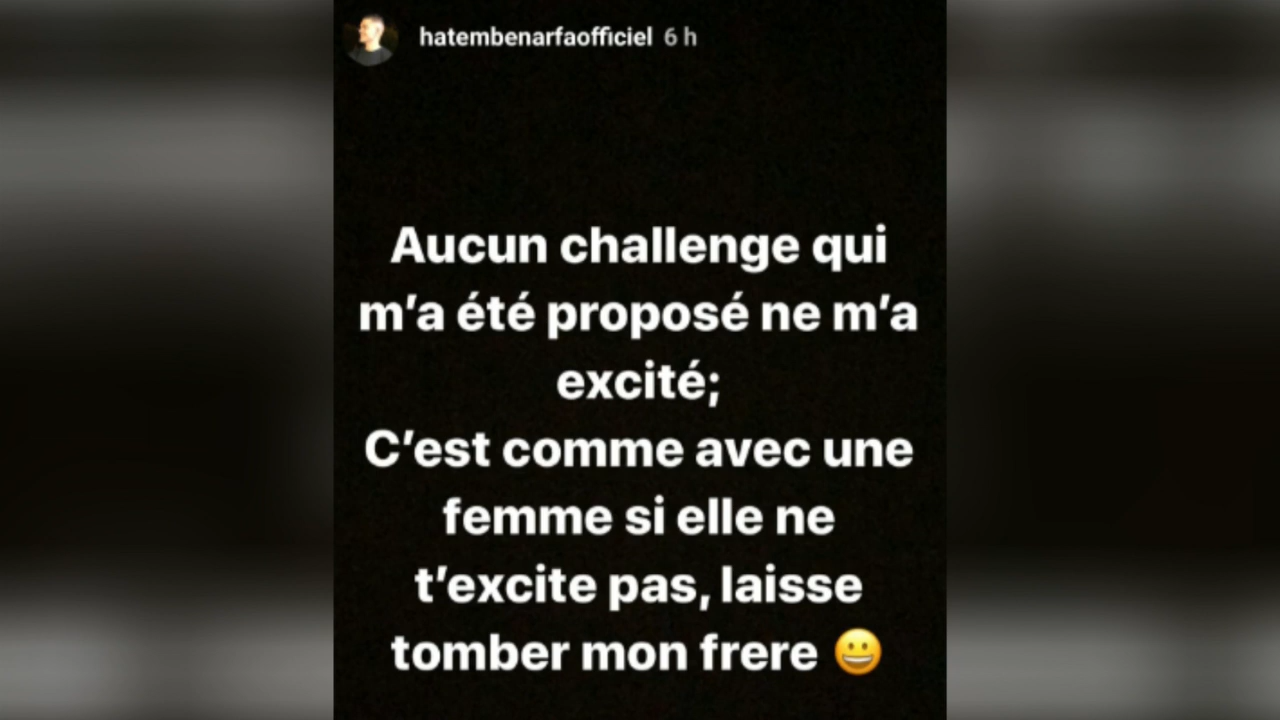 hatembenarfaofficiel 6 h
Aucun challenge qui
m’a été proposé ne m’a
excité;
C’est comme avec une
femme si elle ne
t’excite pas, laisse
tomber mon frere 😀